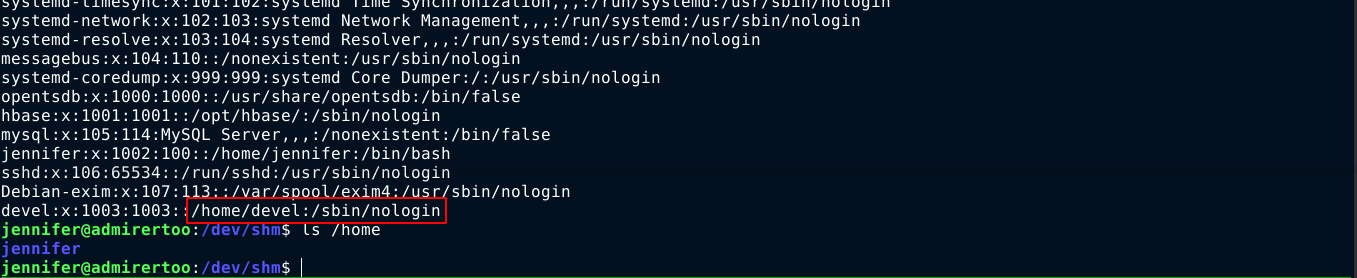 systemd-timesync:x:101:102:systemd Time Synchronization,,,:/run/systemd:/usr/sbin/nologin
systemd-network:x:102:103:systemd Network Management,,,:/run/systemd:/usr/sbin/nologin
systemd-resolve:x:103:104:systemd Resolver,,,:/run/systemd:/usr/sbin/nologin
messagebus:x:104:110::/nonexistent:/usr/sbin/nologin
systemd-coredump:x:999:999:systemd Core Dumper:/:/usr/sbin/nologin
opentsdb:x:1000:1000::/usr/share/opentsdb:/bin/false
hbase:x:1001:1001::/opt/hbase/:/sbin/nologin
mysql:x:105:114:MySQL Server,,,:/nonexistent:/bin/false
jennifer:x:1002:100::/home/jennifer:/bin/bash
sshd:x:106:65534::/run/sshd:/usr/sbin/nologin
Debian-exim:x:107:113::/var/spool/exim4:/usr/sbin/nologin
devel:x:1003:1003::/home/devel:/sbin/nologin
jennifer@admirertoo:/dev/shm$ ls /home
jennifer
jennifer@admirertoo:/dev/shm$